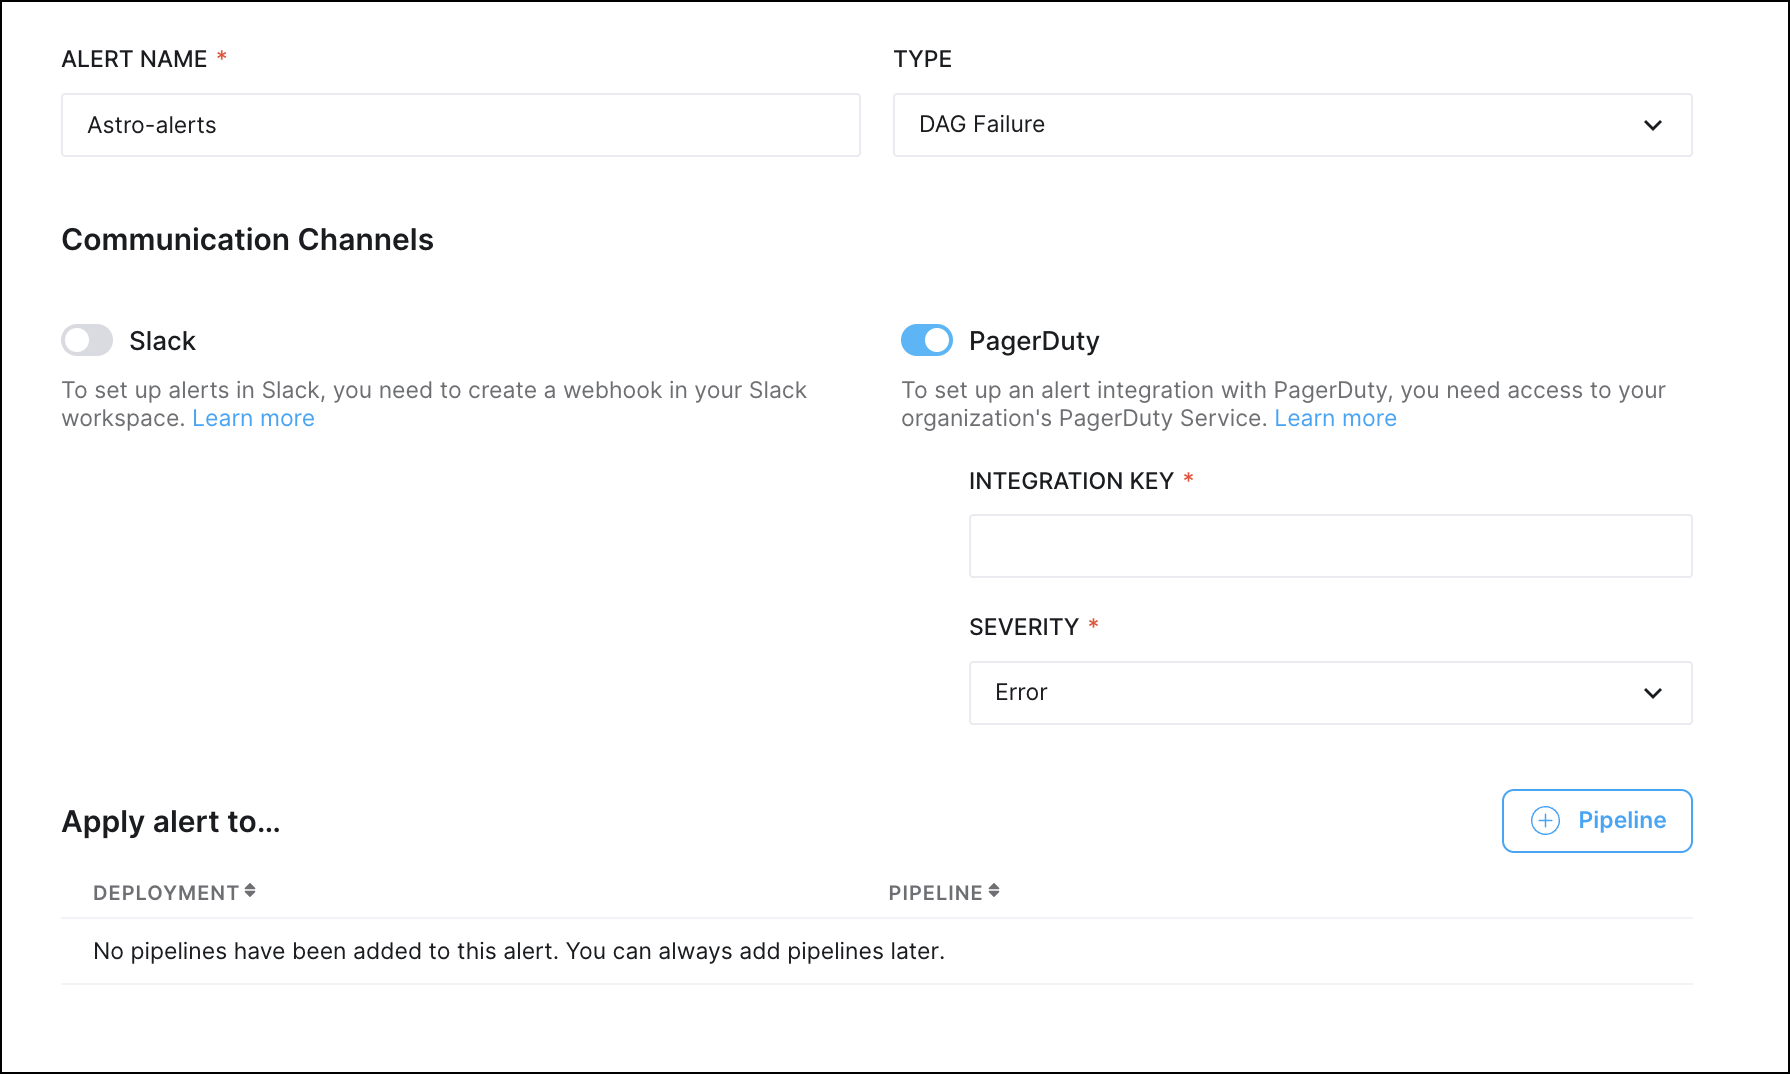 ALERT NAME *
TYPE
Astro-alerts
DAG Failure
Communication Channels
Slack
To set up alerts in Slack, you need to create a webhook in your Slack
workspace. Learn more
PagerDuty
To set up an alert integration with PagerDuty, you need access to your
organization's PagerDuty Service. Learn more
INTEGRATION KEY *
SEVERITY *
Error
Apply alert to...
Pipeline
DEPLOYMENT
PIPELINE
No pipelines have been added to this alert. You can always add pipelines later.